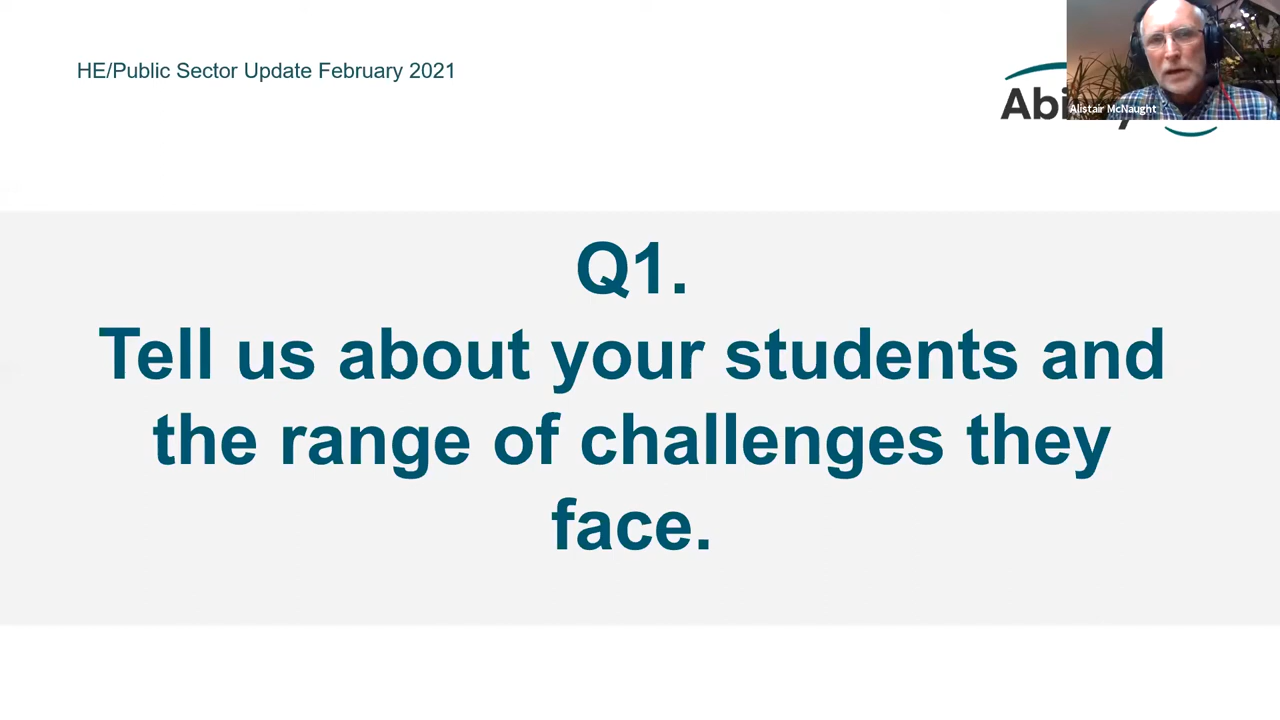 HE/Public Sector Update February 2021
Alistair McNaught
Q1.
Tell us about your students and
the range of challenges they
face.